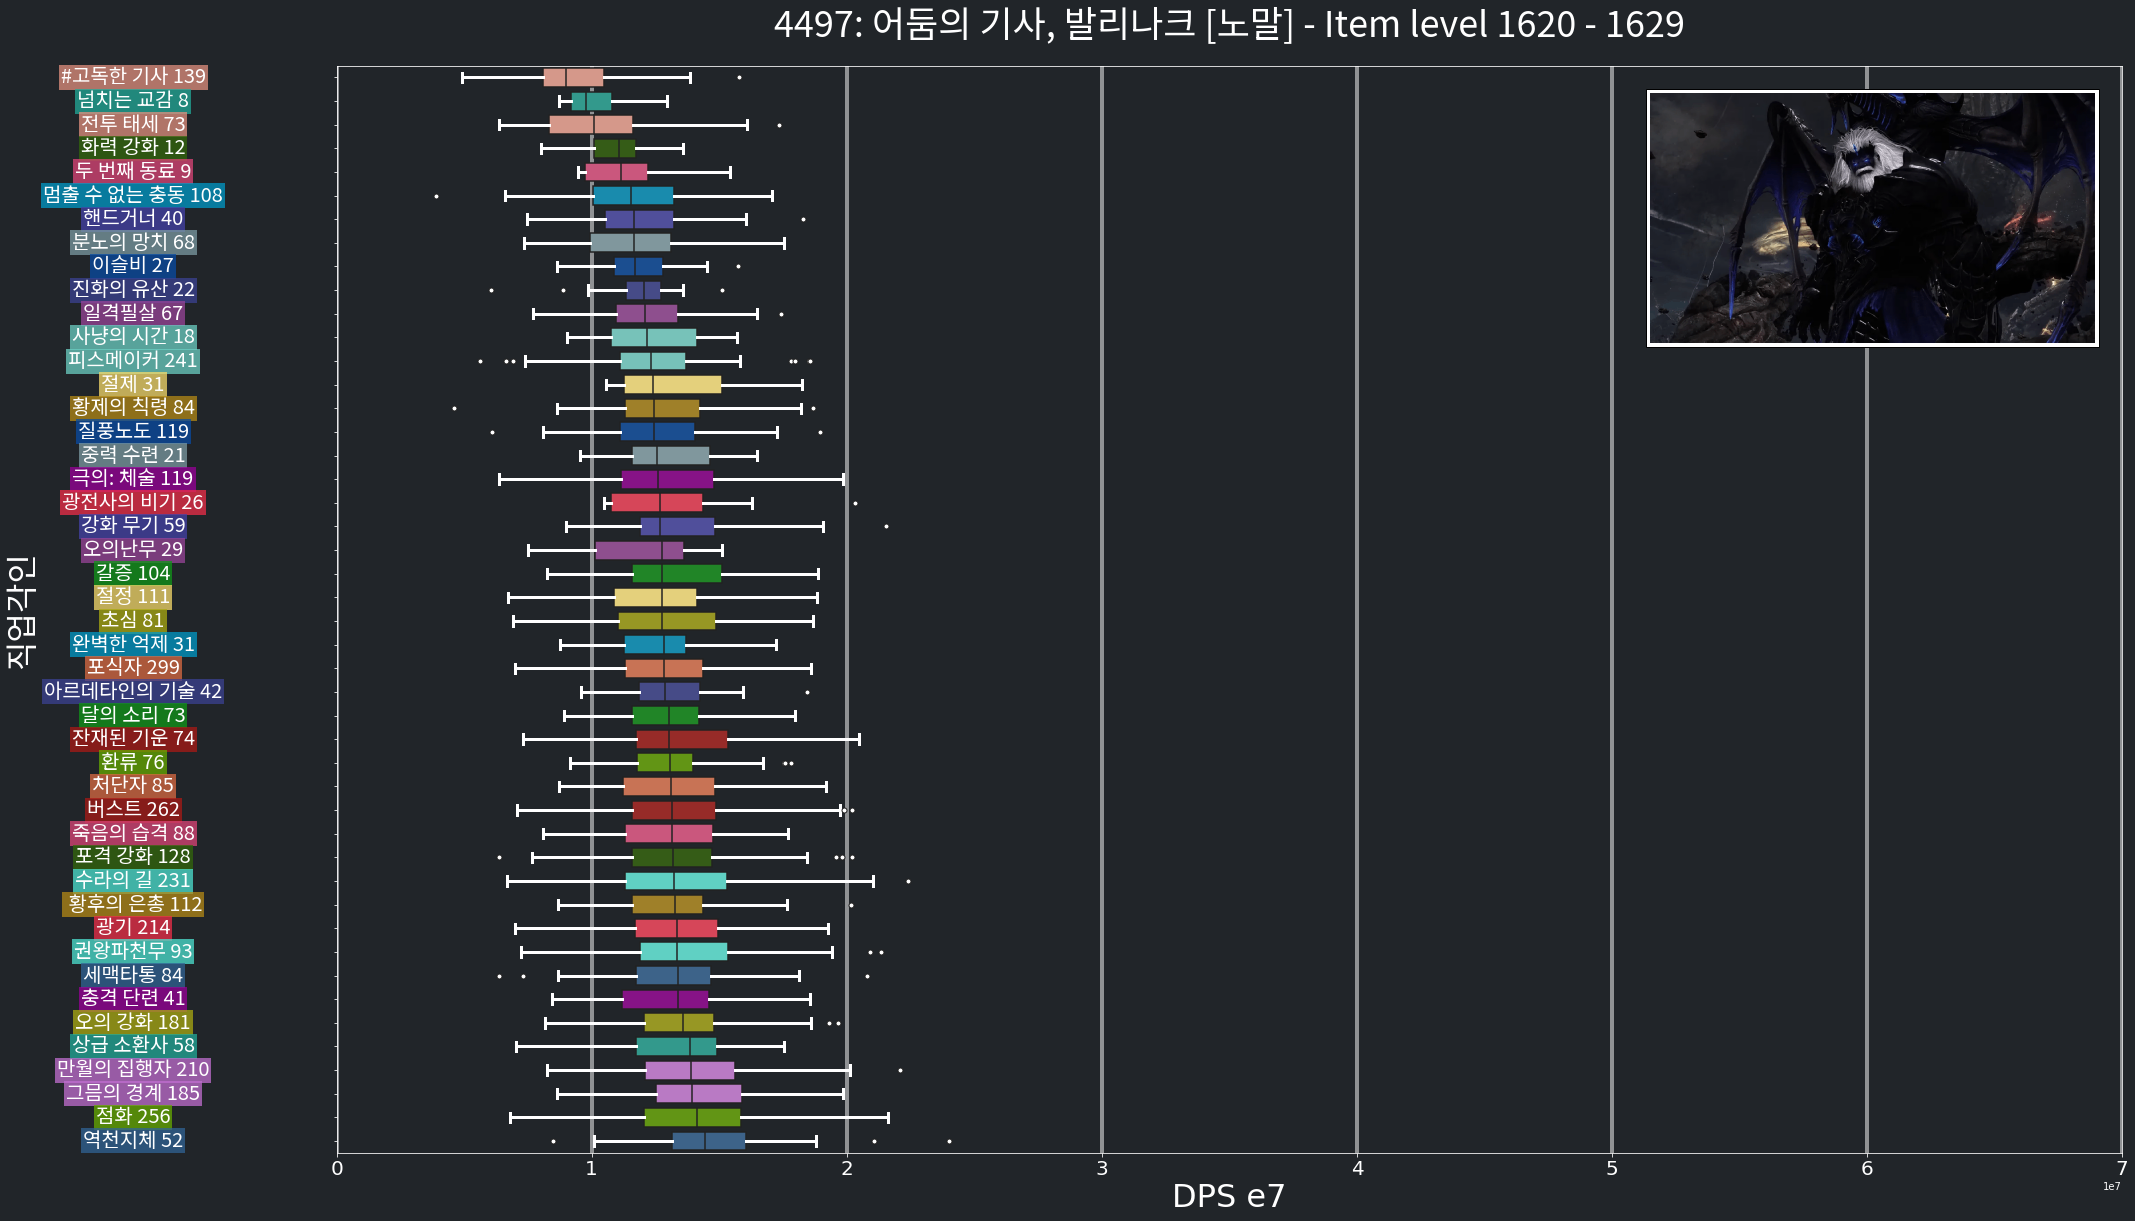 4497: 어둠의 기사, 발리나크 [노말] - Item level 1620 - 1629
#고독한 기사 139
넘치는 교감 8
전투 태세 73
화력 강화 12
두 번째 동료 9
멈출 수 없는 충동 108
핸드거너 40
분노의 망치 68
이슬비 27
진화의 유산 22
일격필살 67
사냥의 시간 18
피스메이커 241
절제 31
황제의 칙령 84
질풍노도 119
중력 수련 21
극의: 체술 119
광전사의 비기 26
강화 무기 59
오의난무 29
갈증 104
절정 111
초심 81
완벽한 억제 31
포식자 299
아르데타인의 기술 42
달의 소리 73
잔재된 기운 74
환류 76
처단자 85
버스트 262
죽음의 습격 88
포격 강화 128
수라의 길 231
황후의 은총 112
광기 214
권왕파천무 93
세맥타통 84
충격 단련 41
오의 강화 181
상급 소환사 58
만월의 집행자 210
그믐의 경계 185
점화 256
역천지체 52
직업각인
0 1 2 3 4 5 6 7
1e7
DPS e7